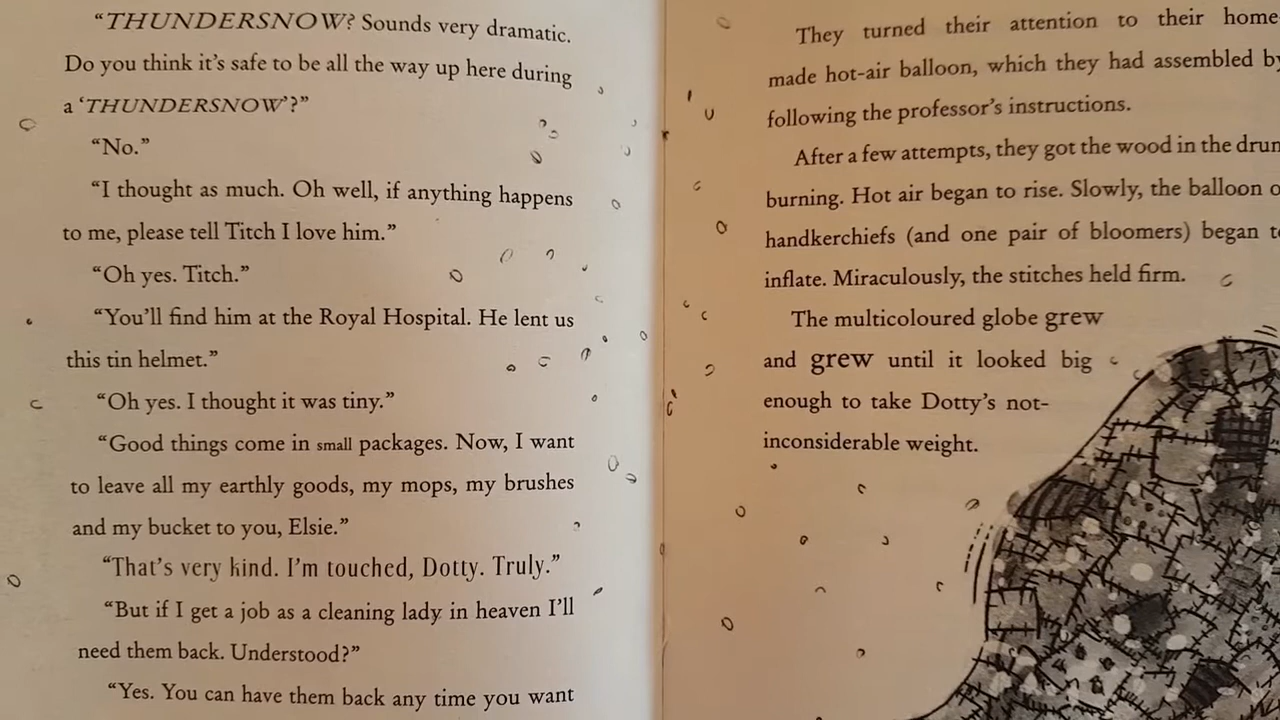 “THUNDERSNOW? Sounds very dramatic.
Do you think it’s safe to be all the way up here during
a ‘THUNDERSNOW’?”
“No.”
“I thought as much. Oh well, if anything happens
to me, please tell Titch I love him.”
“Oh yes. Titch.”
“You’ll find him at the Royal Hospital. He lent us
this tin helmet.”
“Oh yes. I thought it was tiny.”
“Good things come in small packages. Now, I want
to leave all my earthly goods, my mops, my brushes
and my bucket to you, Elsie.”
“That’s very kind. I’m touched, Dotty. Truly.”
“But if I get a job as a cleaning lady in heaven I’ll
need them back. Understood?”
“Yes. You can have them back any time you want
They turned their attention to their home-
made hot-air balloon, which they had assembled by
following the professor’s instructions.
After a few attempts, they got the wood in the
burning. Hot air began to rise. Slowly, the balloon
handkerchiefs (and one pair of bloomers) began
inflate. Miraculously, the stitches held firm.
The multicoloured globe grew
and grew until it looked big
enough to take Dotty’s not-
inconsiderable weight.